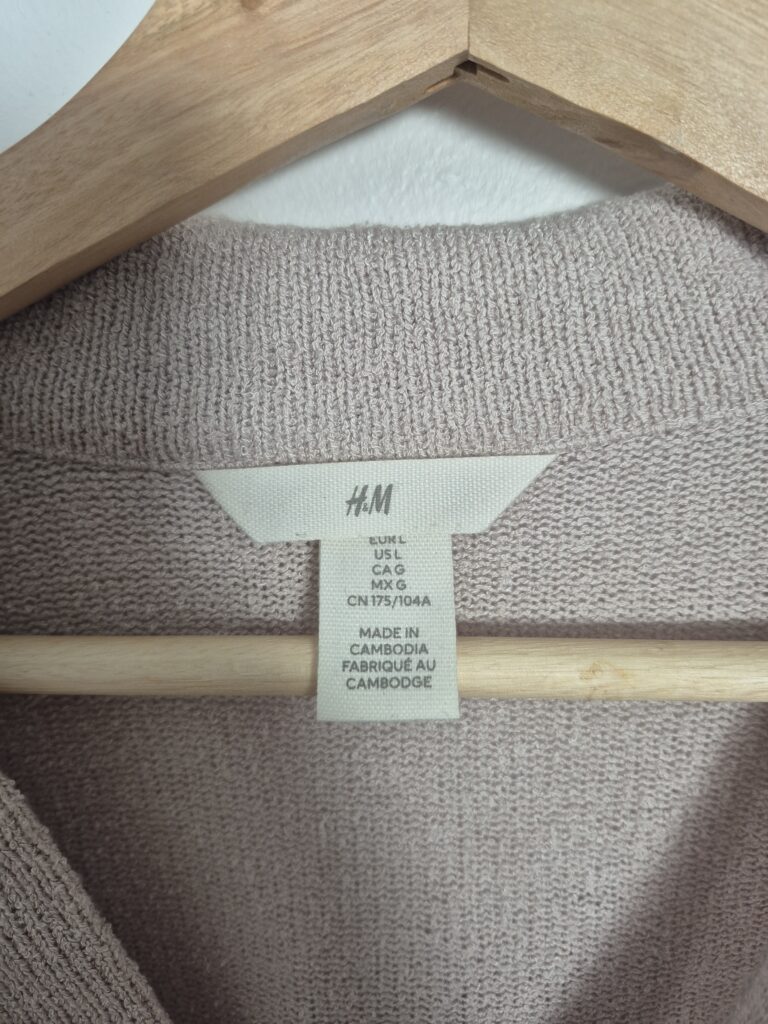 H&M
EUR L
US L
CA G
MX G
CN 175/104A
MADE IN
CAMBODIA
FABRIQUÉ AU
CAMBODGE